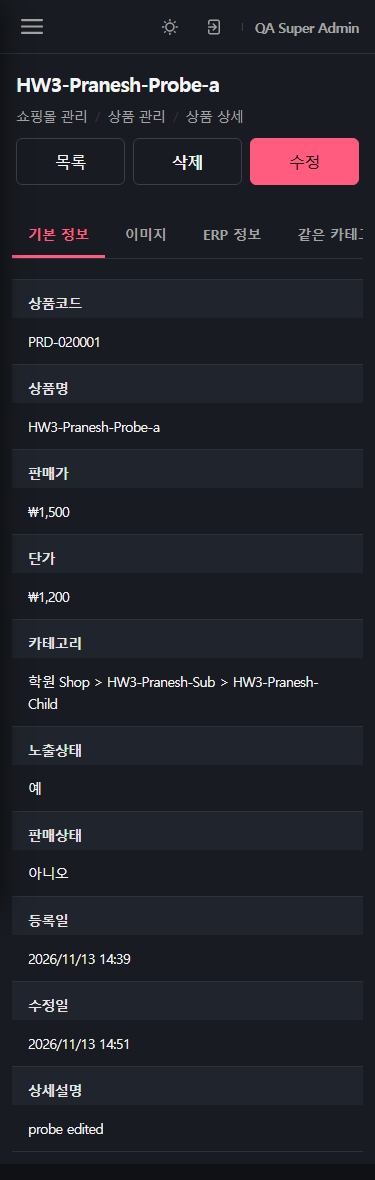 QA Super Admin
HW3-Pranesh-Probe-a
쇼핑몰 관리 / 상품 관리 / 상품 상세
목록 삭제 수정
기본 정보 이미지 ERP 정보 같은 카테고
상품코드
PRD-020001
상품명
HW3-Pranesh-Probe-a
판매가
₩1,500
단가
₩1,200
카테고리
학원 Shop > HW3-Pranesh-Sub > HW3-Pranesh-
Child
노출상태
예
판매상태
아니오
등록일
2026/11/13 14:39
수정일
2026/11/13 14:51
상세설명
probe edited